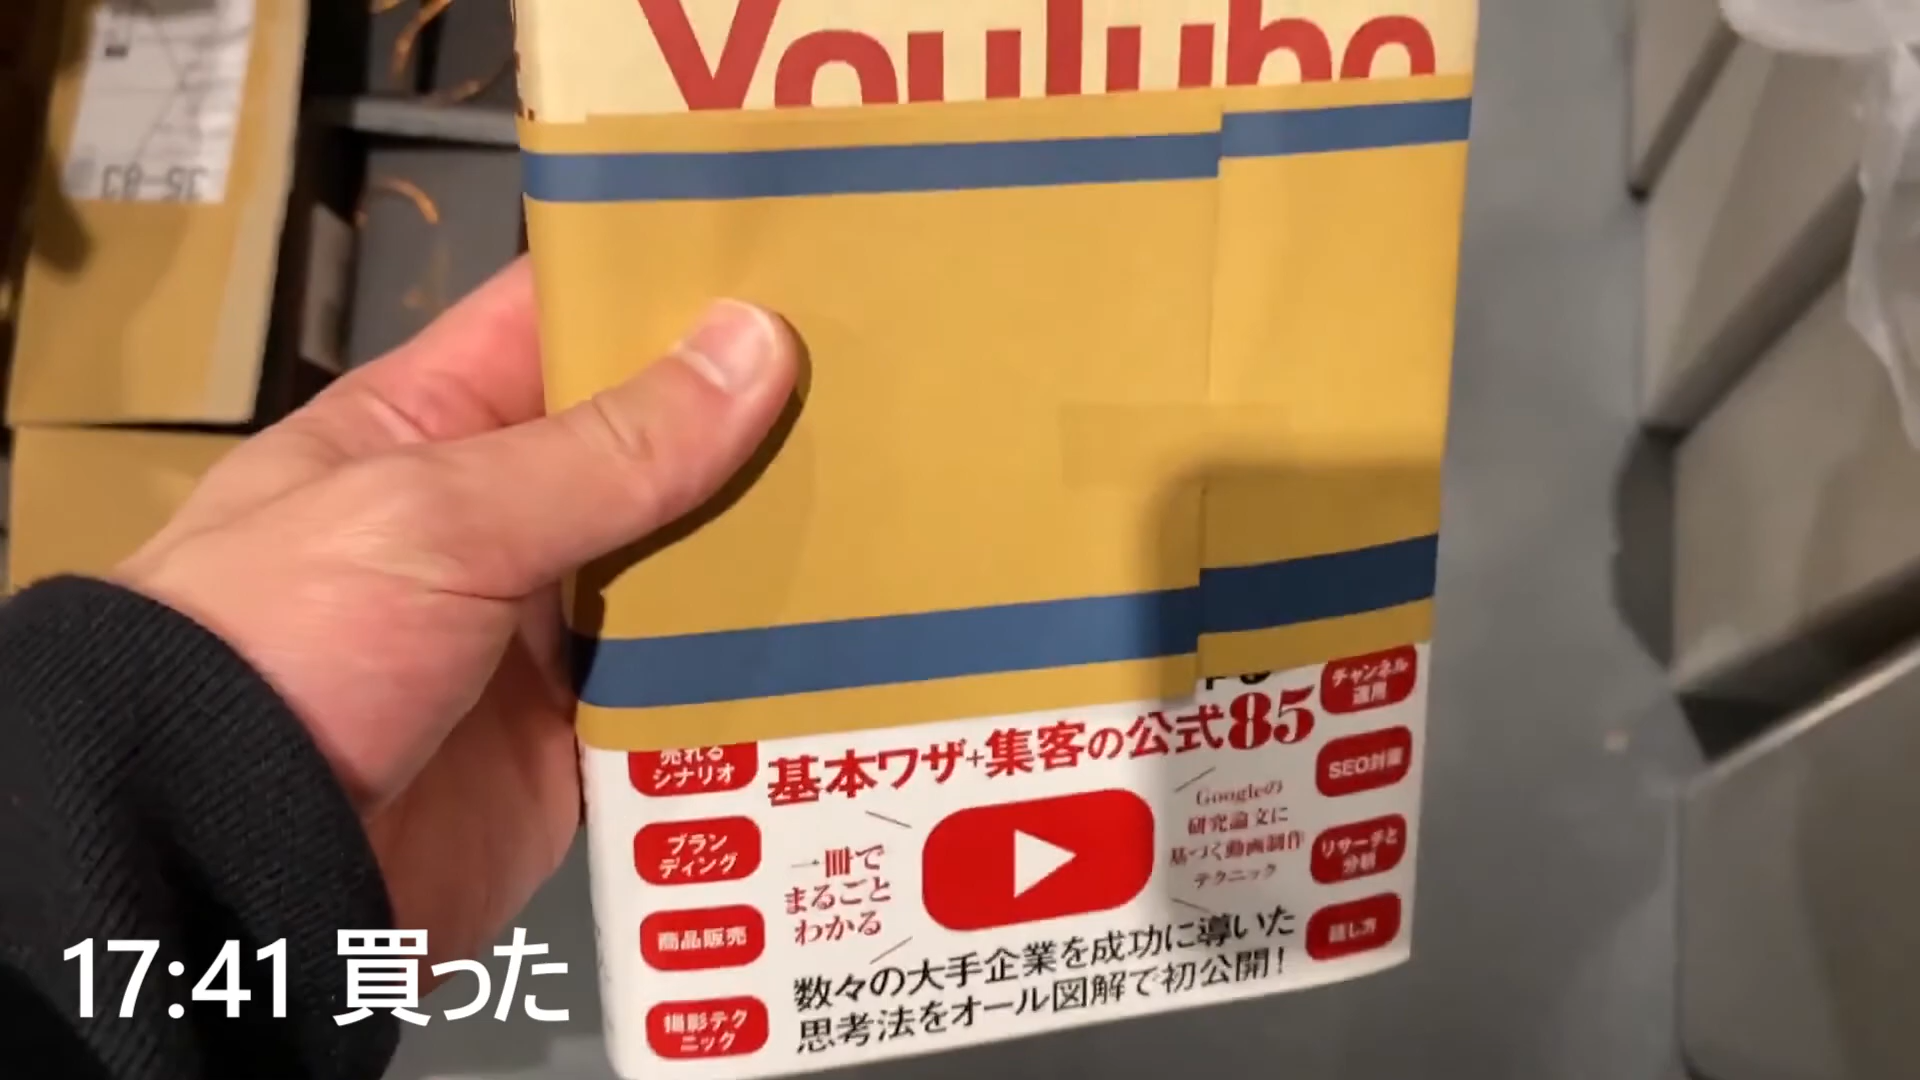 YouTube
売れる
シナリオ
基本ワザ+集客の公式85
チャンネル
運用
SEO対策
ブラン
ディング
一冊で
まるごと
わかる
Googleの
研究論文に
基づく動画制作
テクニック
リサーチと
分析
商品販売
話し方
数々の大手企業を成功に導いた
思考法をオール図解で初公開!
撮影テク
ニック
17:41 買った